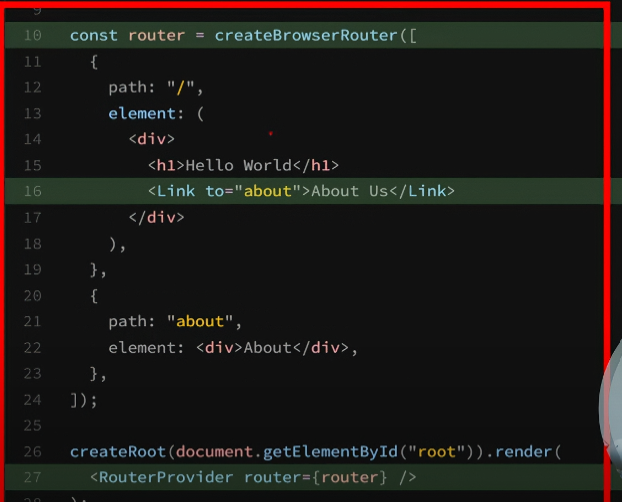 9
10 const router = createBrowserRouter([
11 {
12 path: "/",
13 element: (
14 <div>
15 <h1>Hello World</h1>
16 <Link to="about">About Us</Link>
17 </div>
18 ),
19 },
20 {
21 path: "about",
22 element: <div>About</div>,
23 },
24 ]);
25
26 createRoot(document.getElementById("root")).render(
27 <RouterProvider router={router} />
28 );